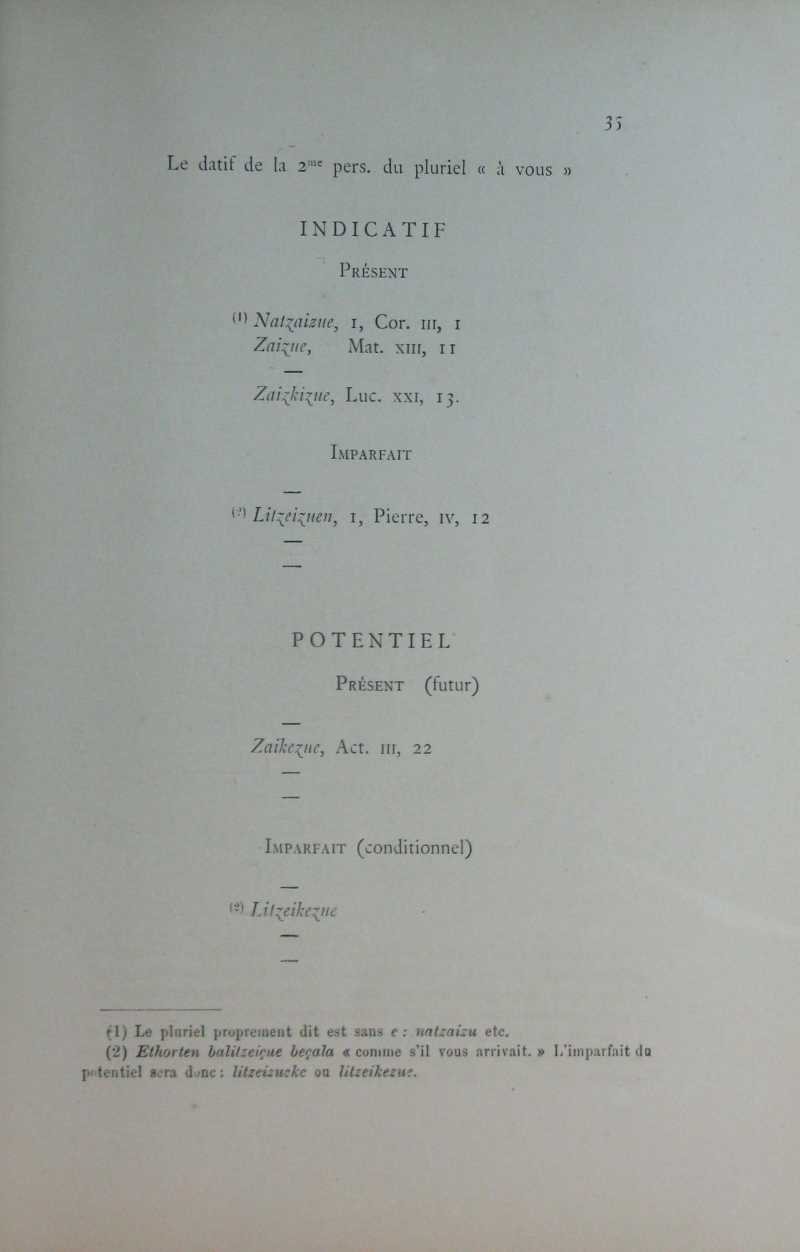 35
Le datif de la 2me pers. du pluriel « à vous »
INDICATIF
Présent
(1) Natzaizue, 1, Cor. iii, 1
Zaizue, Mat. xiii, 11
—
Zaizkizue, Luc. xxi, 13.
Imparfait
—
(2) Litzeizuen, 1, Pierre, iv, 12
—
—
POTENTIEL
Présent (futur)
—
Zaikezue, Act. iii, 22
—
—
Imparfait (conditionnel)
—
(2) Litzeikezue
—
—
(1) Le pluriel proprement dit est sans e : natzaizu etc.
(2) Ethorten balitzeiçue beçala « comme s'il vous arrivait. » L'imparfait du
potentiel sera donc : litzeizueke ou litzeikezue.